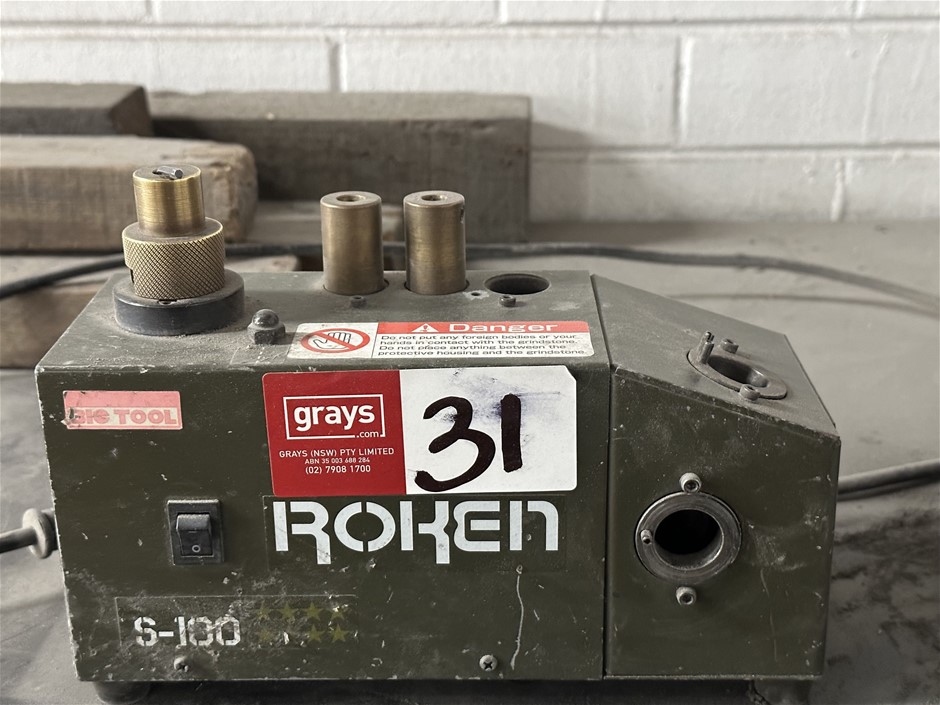 Danger
Do not put any foreign bodies or your
hands in contact with the grindstone.
Do not place anything between the
protective housing and the grindstone.
BIG TOOL
grays
.com
GRAYS (NSW) PTY LIMITED
ABN 35 003 688 284
(02) 7908 1700
31
ROKEN
S-100